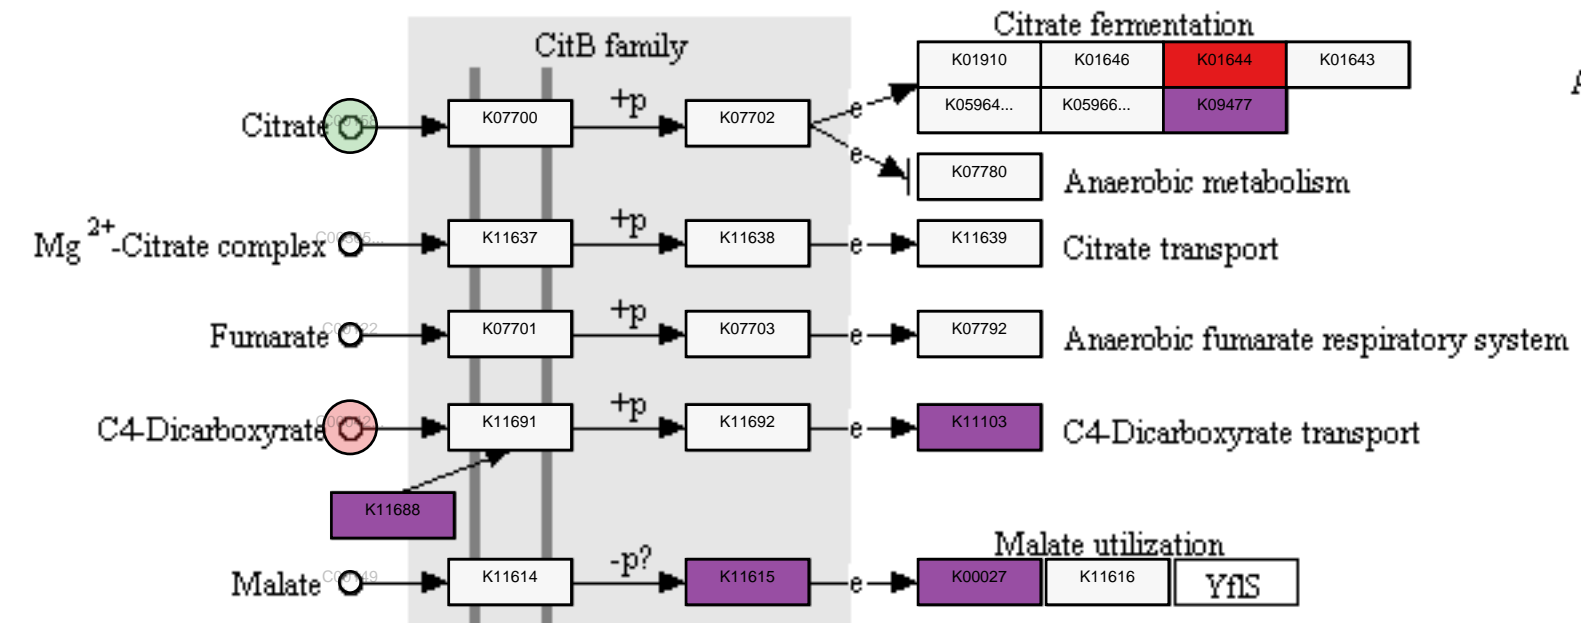 Citrate fermentation
CitB family
K01910 K01646 K01644 K01643
K05964... K05966... K09477
Citrate K07700 +p K07702 e
e K07780 Anaerobic metabolism
Mg 2+-Citrate complex K11637 +p K11638 e K11639 Citrate transport
Fumarate K07701 +p K07703 e K07792 Anaerobic fumarate respiratory system
C4-Dicarboxyrate K11691 +p K11692 e K11103 C4-Dicarboxyrate transport
K11688
Malate utilization
Malate K11614 -p? K11615 e K00027 K11616 YflS